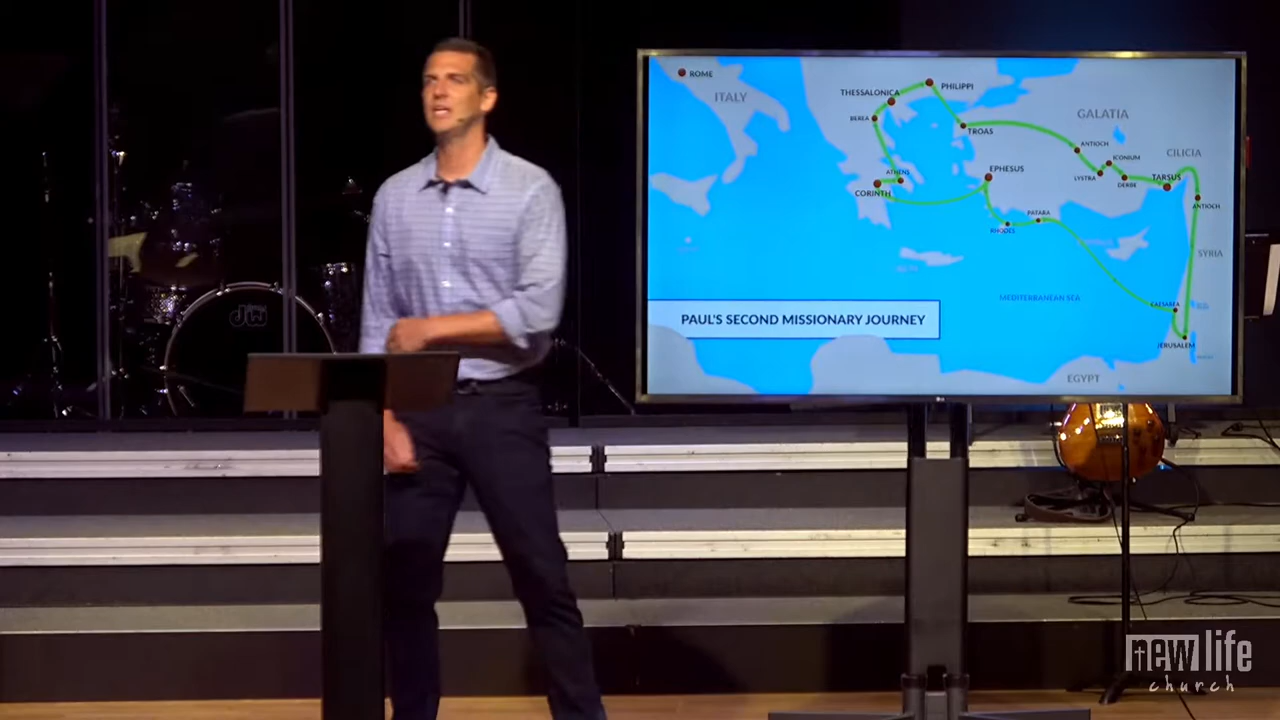 ROME
ITALY
THESSALONICA
PHILIPPI
BEREA
TROAS
GALATIA
ANTIOCH
ICONIUM
CILICIA
LYSTRA
DERBE
TARSUS
ATHENS
EPHESUS
CORINTH
ANTIOCH
PATARA
RHODES
SYRIA
MEDITERRANEAN SEA
CAESAREA
PAUL'S SECOND MISSIONARY JOURNEY
JERUSALEM
EGYPT
dw
new life
church